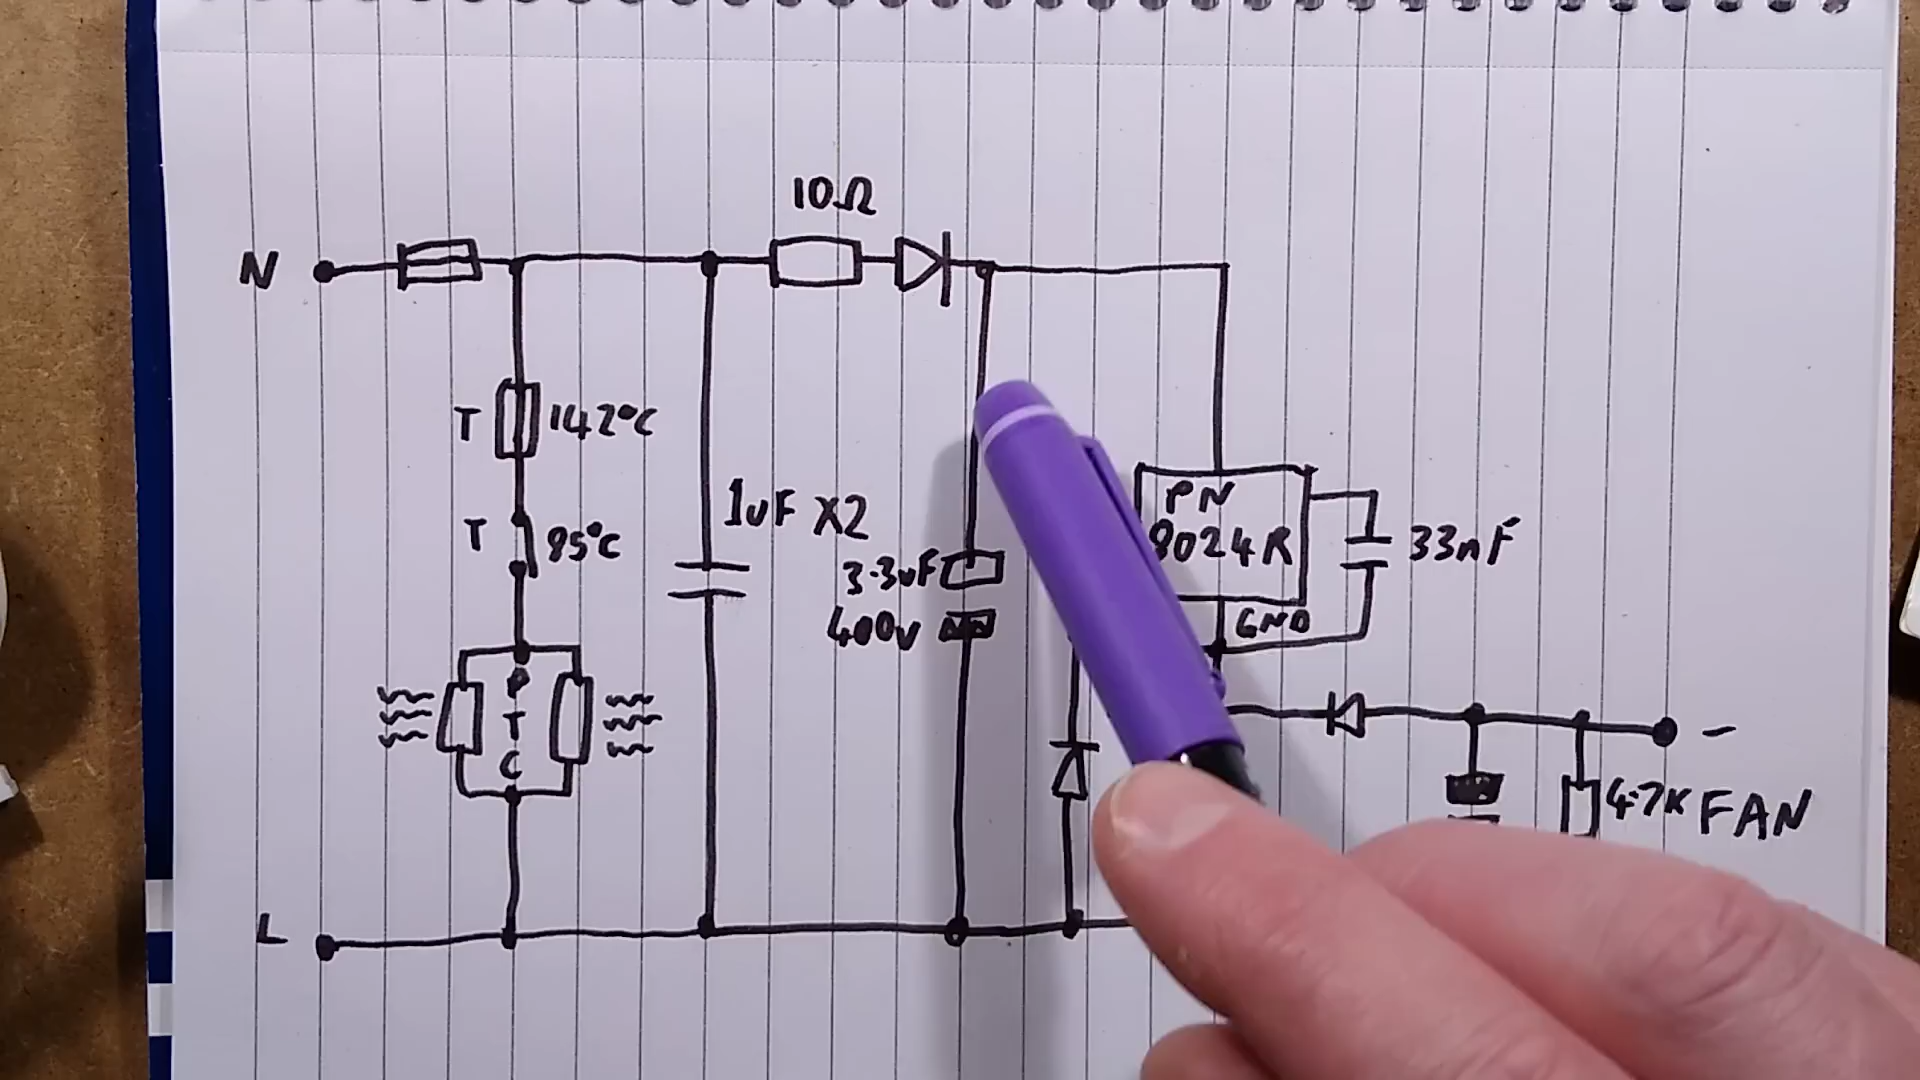 10Ω
N
T 142°C
T 85°C
1uF X2
3.3uF
400v
PN
8024R
33nF
GND
P
T
C
−
4.7K FAN
L